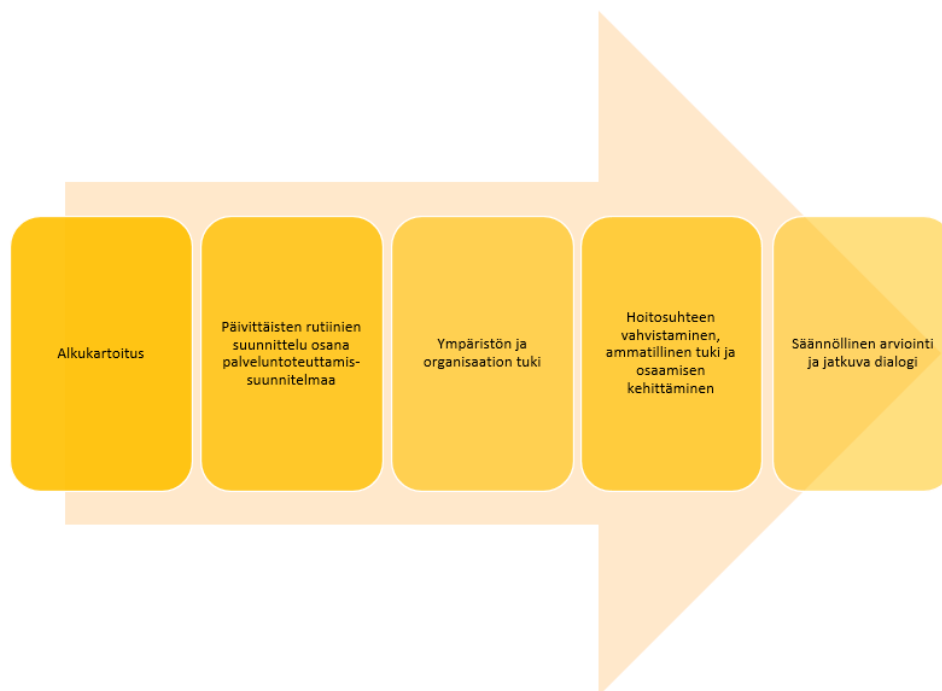 Alkukartoitus
Päivittäisten rutiinien
suunnittelu osana
palveluntoteuttamis-
suunnitelmaa
Ympäristön ja
organisaation tuki
Hoitosuhteen
vahvistaminen,
ammatillinen tuki ja
osaamisen
kehittäminen
Säännöllinen arviointi
ja jatkuva dialogi